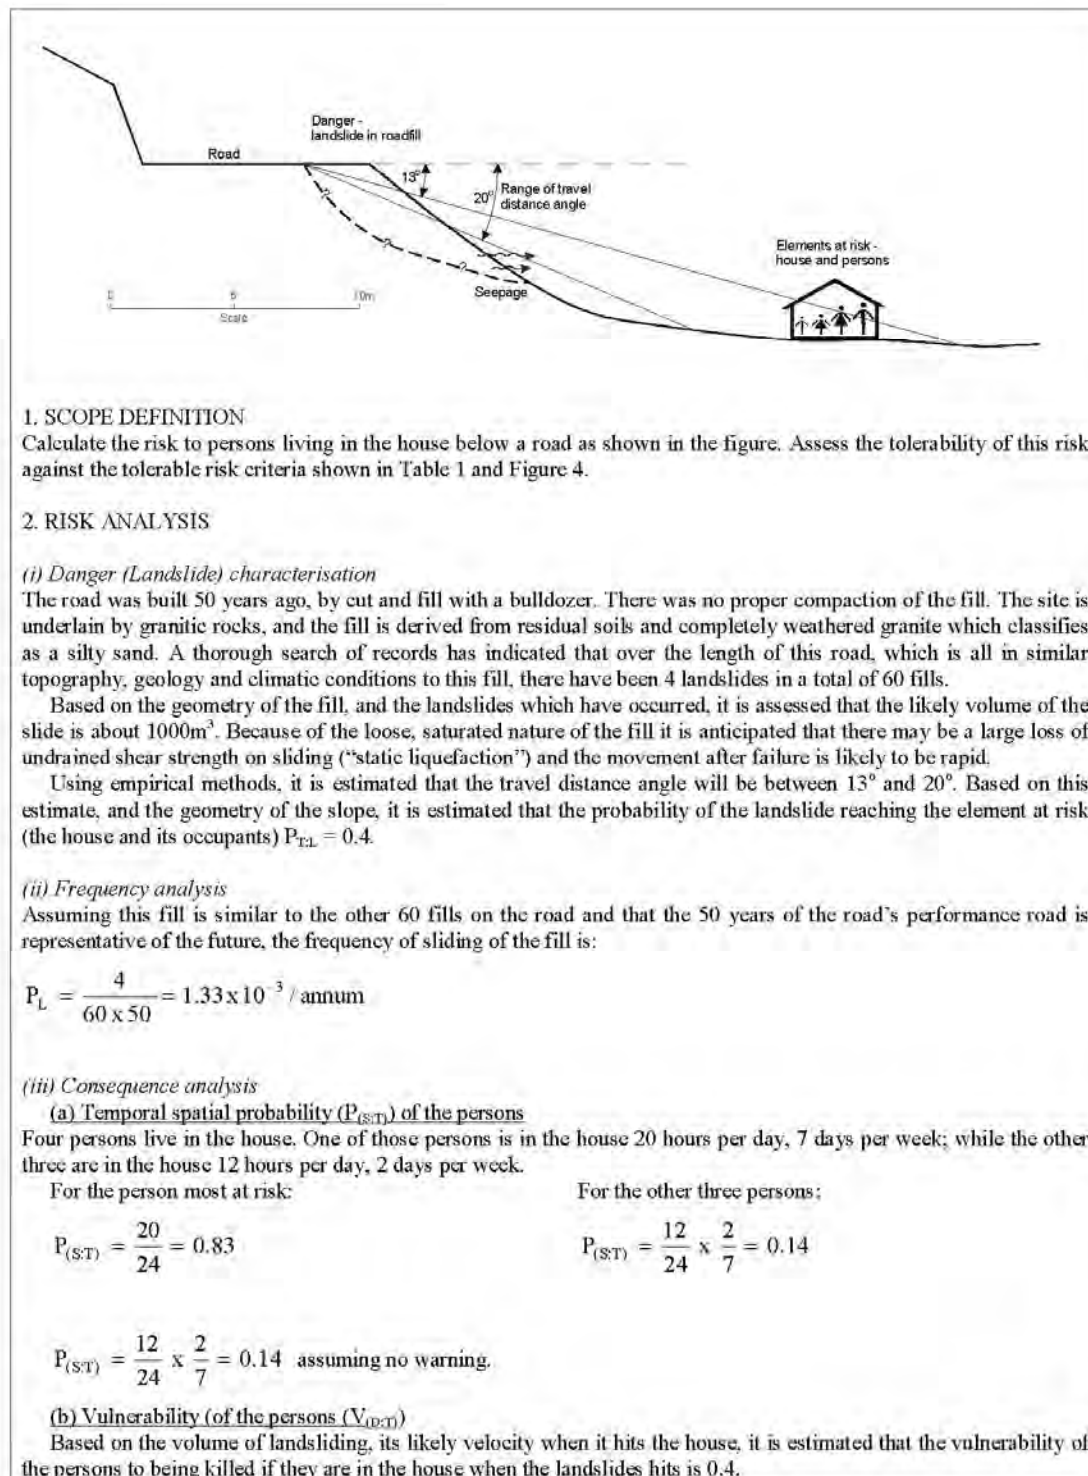 Danger -
landslide in roadfill
Road
13°
20°
Range of travel
distance angle
Elements at risk -
house and persons
?
?
?
Seepage
0 5 10m
Scale
1. SCOPE DEFINITION
Calculate the risk to persons living in the house below a road as shown in the figure. Assess the tolerability of this risk
against the tolerable risk criteria shown in Table 1 and Figure 4.
2. RISK ANALYSIS
(i) Danger (Landslide) characterisation
The road was built 50 years ago, by cut and fill with a bulldozer. There was no proper compaction of the fill. The site is
underlain by granitic rocks, and the fill is derived from residual soils and completely weathered granite which classifies
as a silty sand. A thorough search of records has indicated that over the length of this road, which is all in similar
topography, geology and climatic conditions to this fill, there have been 4 landslides in a total of 60 fills.
Based on the geometry of the fill, and the landslides which have occurred, it is assessed that the likely volume of the
slide is about 1000m³. Because of the loose, saturated nature of the fill it is anticipated that there may be a large loss of
undrained shear strength on sliding (“static liquefaction”) and the movement after failure is likely to be rapid.
Using empirical methods, it is estimated that the travel distance angle will be between 13° and 20°. Based on this
estimate, and the geometry of the slope, it is estimated that the probability of the landslide reaching the element at risk
(the house and its occupants) P_T:L = 0.4.
(ii) Frequency analysis
Assuming this fill is similar to the other 60 fills on the road and that the 50 years of the road’s performance road is
representative of the future, the frequency of sliding of the fill is:
P_L = 4 / (60 x 50) = 1.33 x 10⁻³ / annum
(iii) Consequence analysis
(a) Temporal spatial probability (P_(S:T)) of the persons
Four persons live in the house. One of those persons is in the house 20 hours per day, 7 days per week; while the other
three are in the house 12 hours per day, 2 days per week.
For the person most at risk: For the other three persons:
P_(S:T) = 20/24 = 0.83 P_(S:T) = 12/24 x 2/7 = 0.14
P_(S:T) = 12/24 x 2/7 = 0.14 assuming no warning.
(b) Vulnerability (of the persons (V_(D:T))
Based on the volume of landsliding, its likely velocity when it hits the house, it is estimated that the vulnerability of
the persons to being killed if they are in the house when the landslides hits is 0.4.